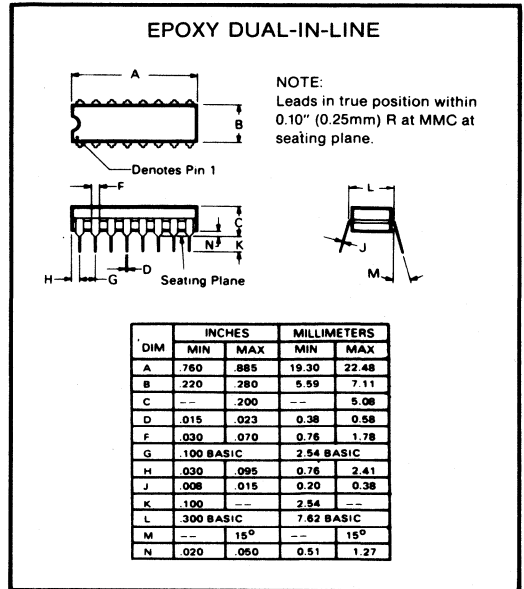 EPOXY DUAL-IN-LINE
NOTE:
Leads in true position within
0.10" (0.25mm) R at MMC at
seating plane.
A
B
Denotes Pin 1
F
C
N
K
D
H
G
Seating Plane
L
J
M
DIM INCHES MILLIMETERS
MIN MAX MIN MAX
A .760 .885 19.30 22.48
B .220 .280 5.59 7.11
C -- .200 -- 5.08
D .015 .023 0.38 0.58
F .030 .070 0.76 1.78
G .100 BASIC 2.54 BASIC
H .030 .095 0.76 2.41
J .008 .015 0.20 0.38
K .100 -- 2.54 --
L .300 BASIC 7.62 BASIC
M -- 15° -- 15°
N .020 .050 0.51 1.27